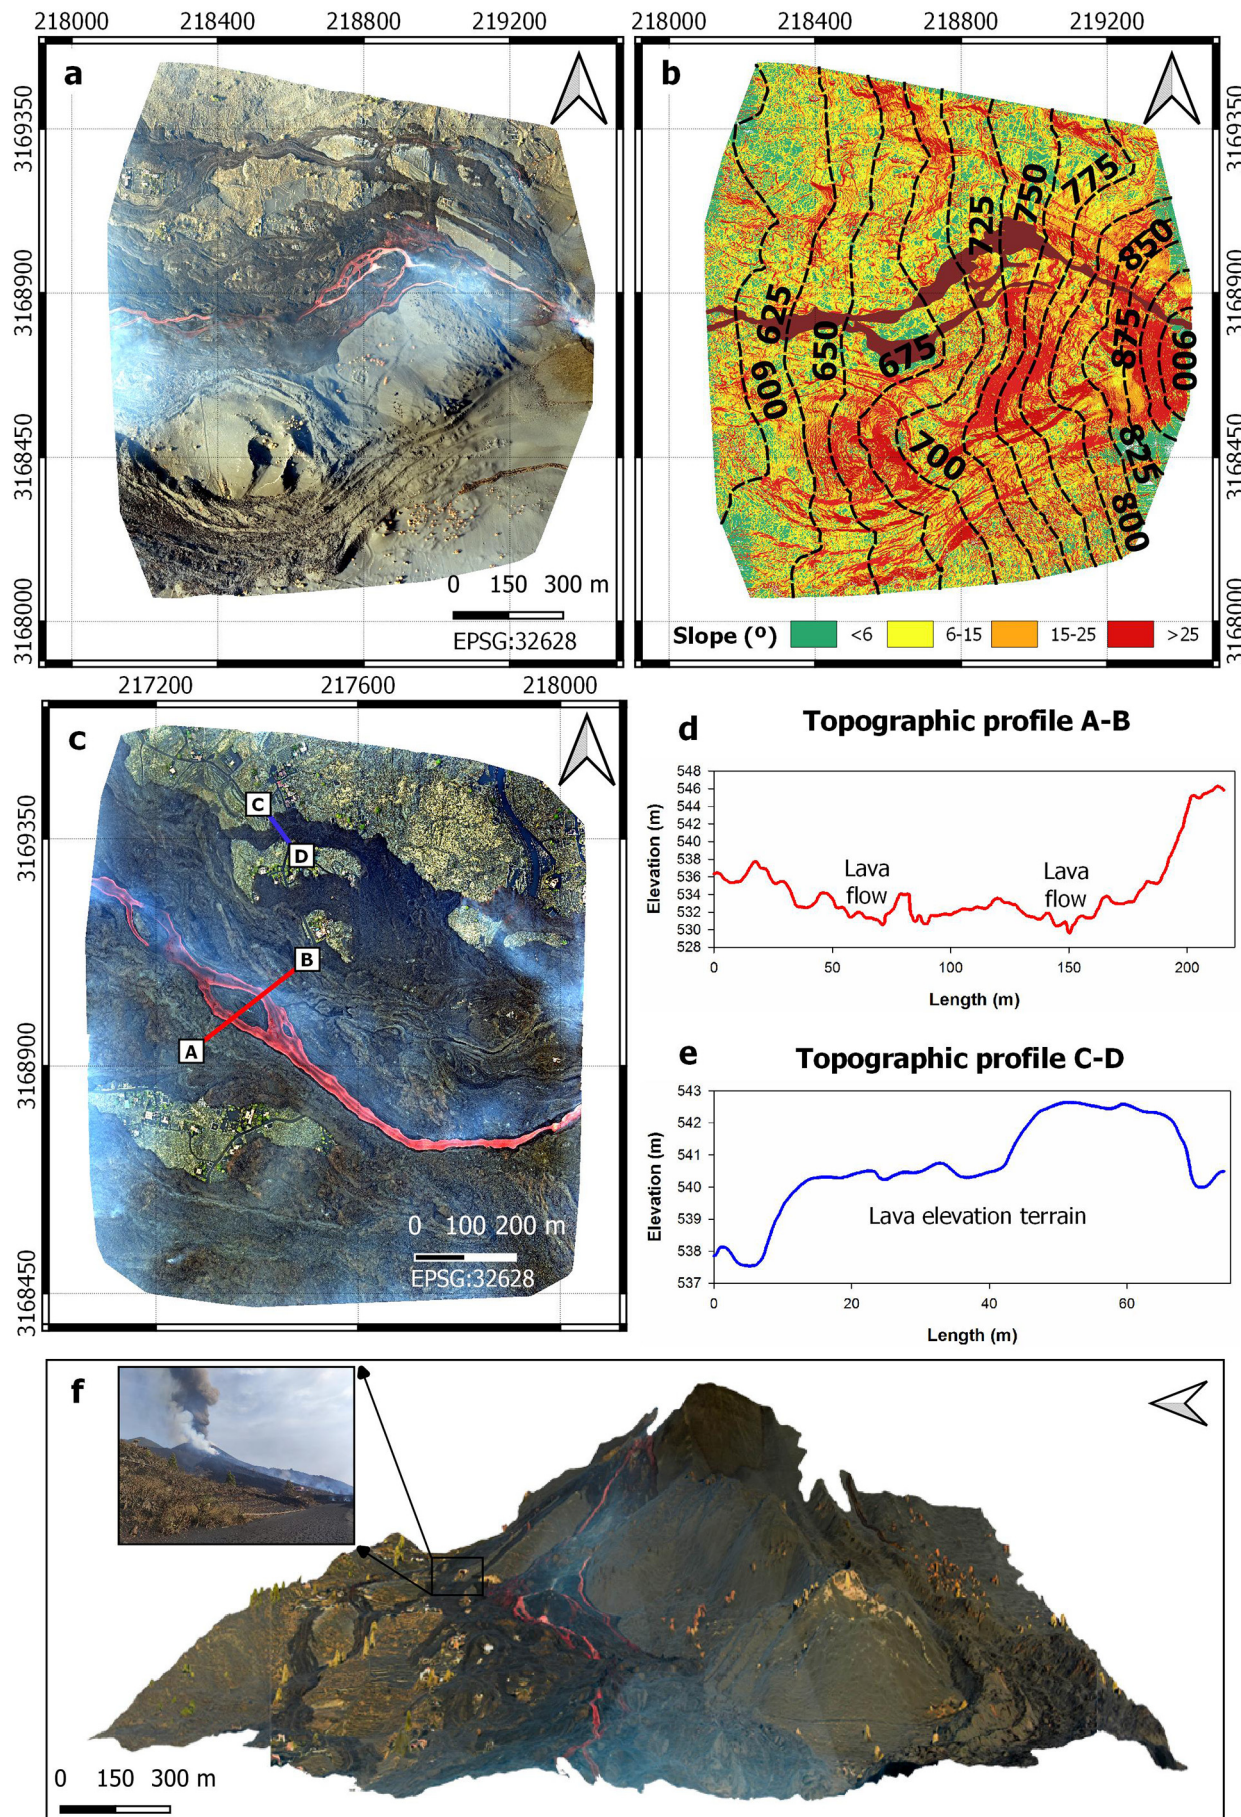 218000 218400 218800 219200
218000 218400 218800 219200
a
3169350
3168900
3168450
3168000
0 150 300 m
EPSG:32628
b
3169350
3168900
3168450
3168000
775
750
725
850
625
600
650
675
875
900
700
825
800
Slope (º) <6 6-15 15-25 >25
217200 217600 218000
c
3169350
3168900
3168450
C
D
B
A
0 100 200 m
EPSG:32628
d Topographic profile A-B
Elevation (m)
548
546
544
542
540
538
536
534
532
530
528
Lava
flow
Lava
flow
0 50 100 150 200
Length (m)
e Topographic profile C-D
Elevation (m)
543
542
541
540
539
538
537
Lava elevation terrain
0 20 40 60
Length (m)
f
0 150 300 m